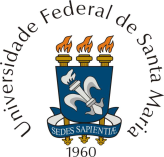 Universidade Federal de Santa Maria
SEDES SAPIENTIÆ
1960